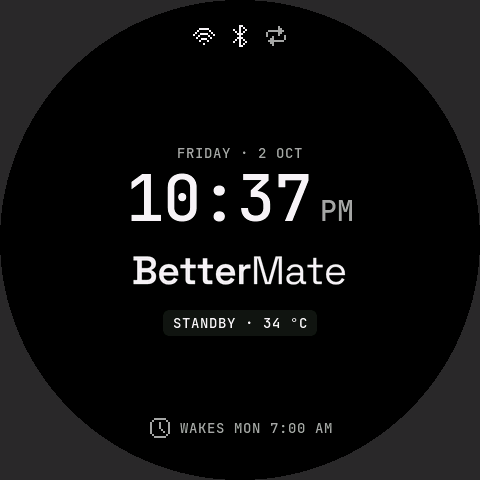 FRIDAY · 2 OCT
10:37 PM
BetterMate
STANDBY · 34 °C
WAKES MON 7:00 AM